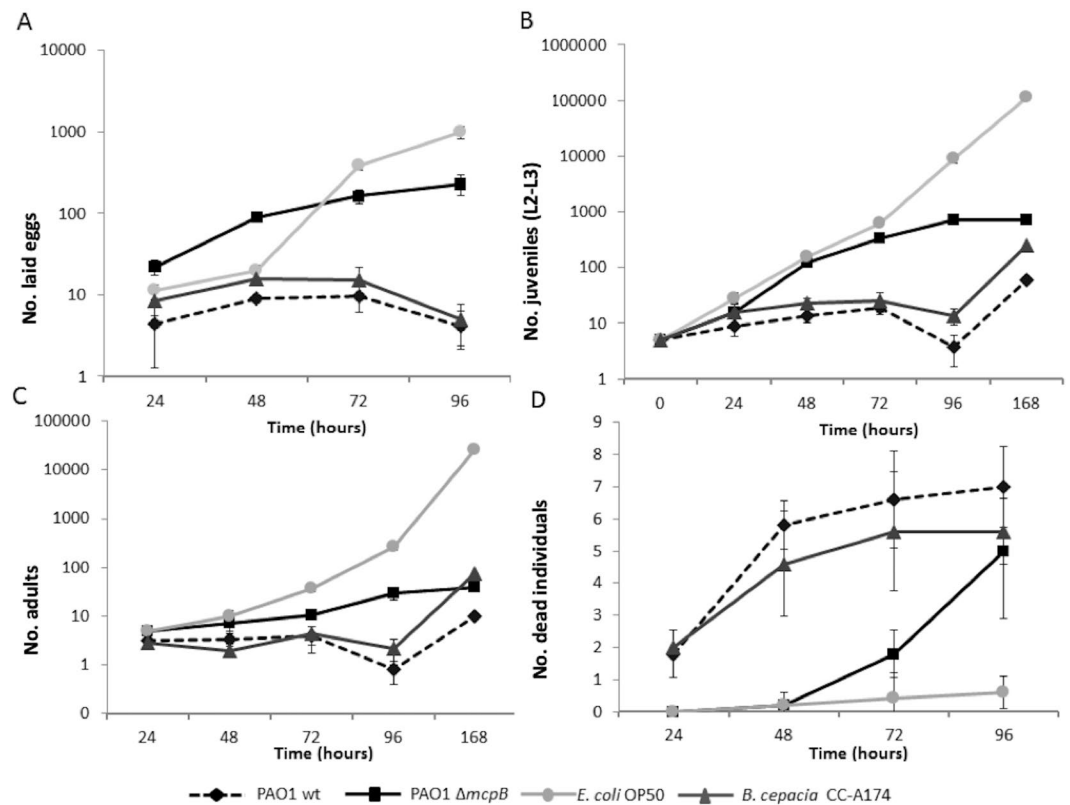 A
10000
1000
100
10
1
No. laid eggs
24 48 72 96
Time (hours)
B
1000000
100000
10000
1000
100
10
1
No. juveniles (L2-L3)
0 24 48 72 96 168
Time (hours)
C
100000
10000
1000
100
10
1
0
No. adults
24 48 72 96 168
Time (hours)
D
9
8
7
6
5
4
3
2
1
0
No. dead individuals
24 48 72 96
Time (hours)
PAO1 wt PAO1 ΔmcpB E. coli OP50 B. cepacia CC-A174